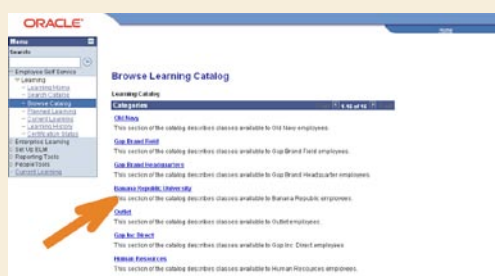 ORACLE
Home
Menu
Search:
Employee Self Service
Learning
Learning Home
Search Catalog
Browse Catalog
Planned Learning
Current Learning
Learning History
Certification Status
Enterprise Learning
Set Up ELM
Reporting Tools
PeopleTools
Current Learning
Browse Learning Catalog
Learning Catalog
Categories
Old Navy
This section of the catalog describes classes available to Old Navy employees.
Gap Brand Field
This section of the catalog describes classes available to Gap Brand Field employees.
Gap Brand Headquarters
This section of the catalog describes classes available to Gap Brand Headquarter employees.
Banana Republic University
This section of the catalog describes classes available to Banana Republic employees.
Outlet
This section of the catalog describes classes available to Outlet employees.
Gap Inc Direct
This section of the catalog describes classes available to Gap Inc. Direct employees.
Human Resources
This section of the catalog describes classes available to Human Resources employees.